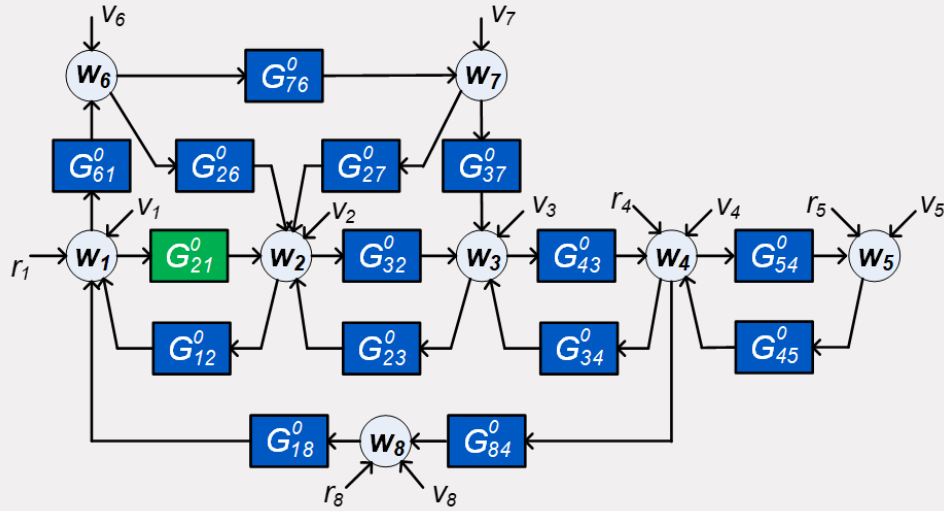 v6 v7
w6 G⁰76 w7
G⁰61 G⁰26 G⁰27 G⁰37
v1 v2 v3 r4 v4 r5 v5
r1 w1 G⁰21 w2 G⁰32 w3 G⁰43 w4 G⁰54 w5
G⁰12 G⁰23 G⁰34 G⁰45
G⁰18 w8 G⁰84
r8 v8